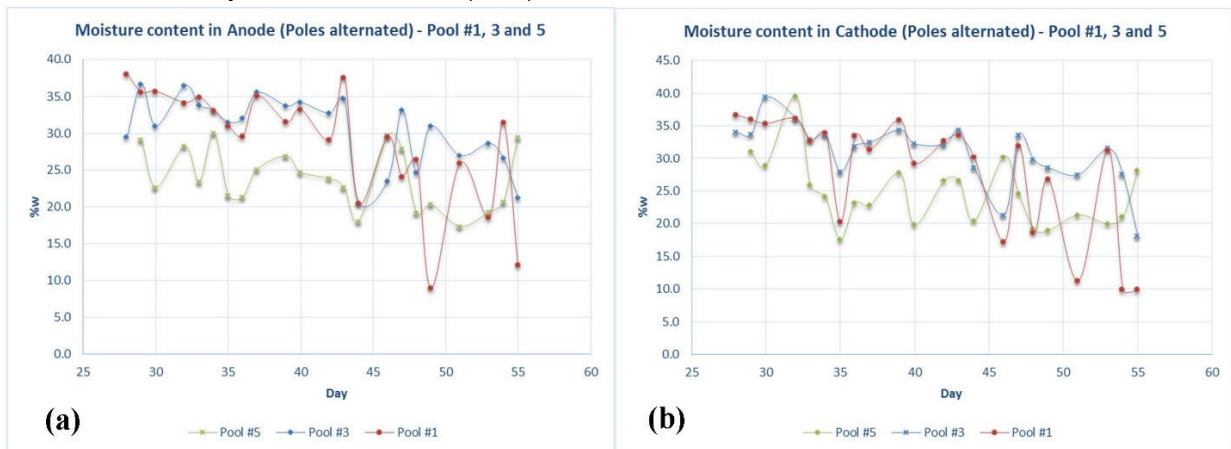 Moisture content in Anode (Poles alternated) - Pool #1, 3 and 5
40.0
35.0
30.0
25.0
20.0
15.0
10.0
5.0
0.0
%w
25 30 35 40 45 50 55 60
Day
(a)
Pool #5 Pool #3 Pool #1
Moisture content in Cathode (Poles alternated) - Pool #1, 3 and 5
45.0
40.0
35.0
30.0
25.0
20.0
15.0
10.0
5.0
0.0
%w
25 30 35 40 45 50 55 60
Day
(b)
Pool #5 Pool #3 Pool #1